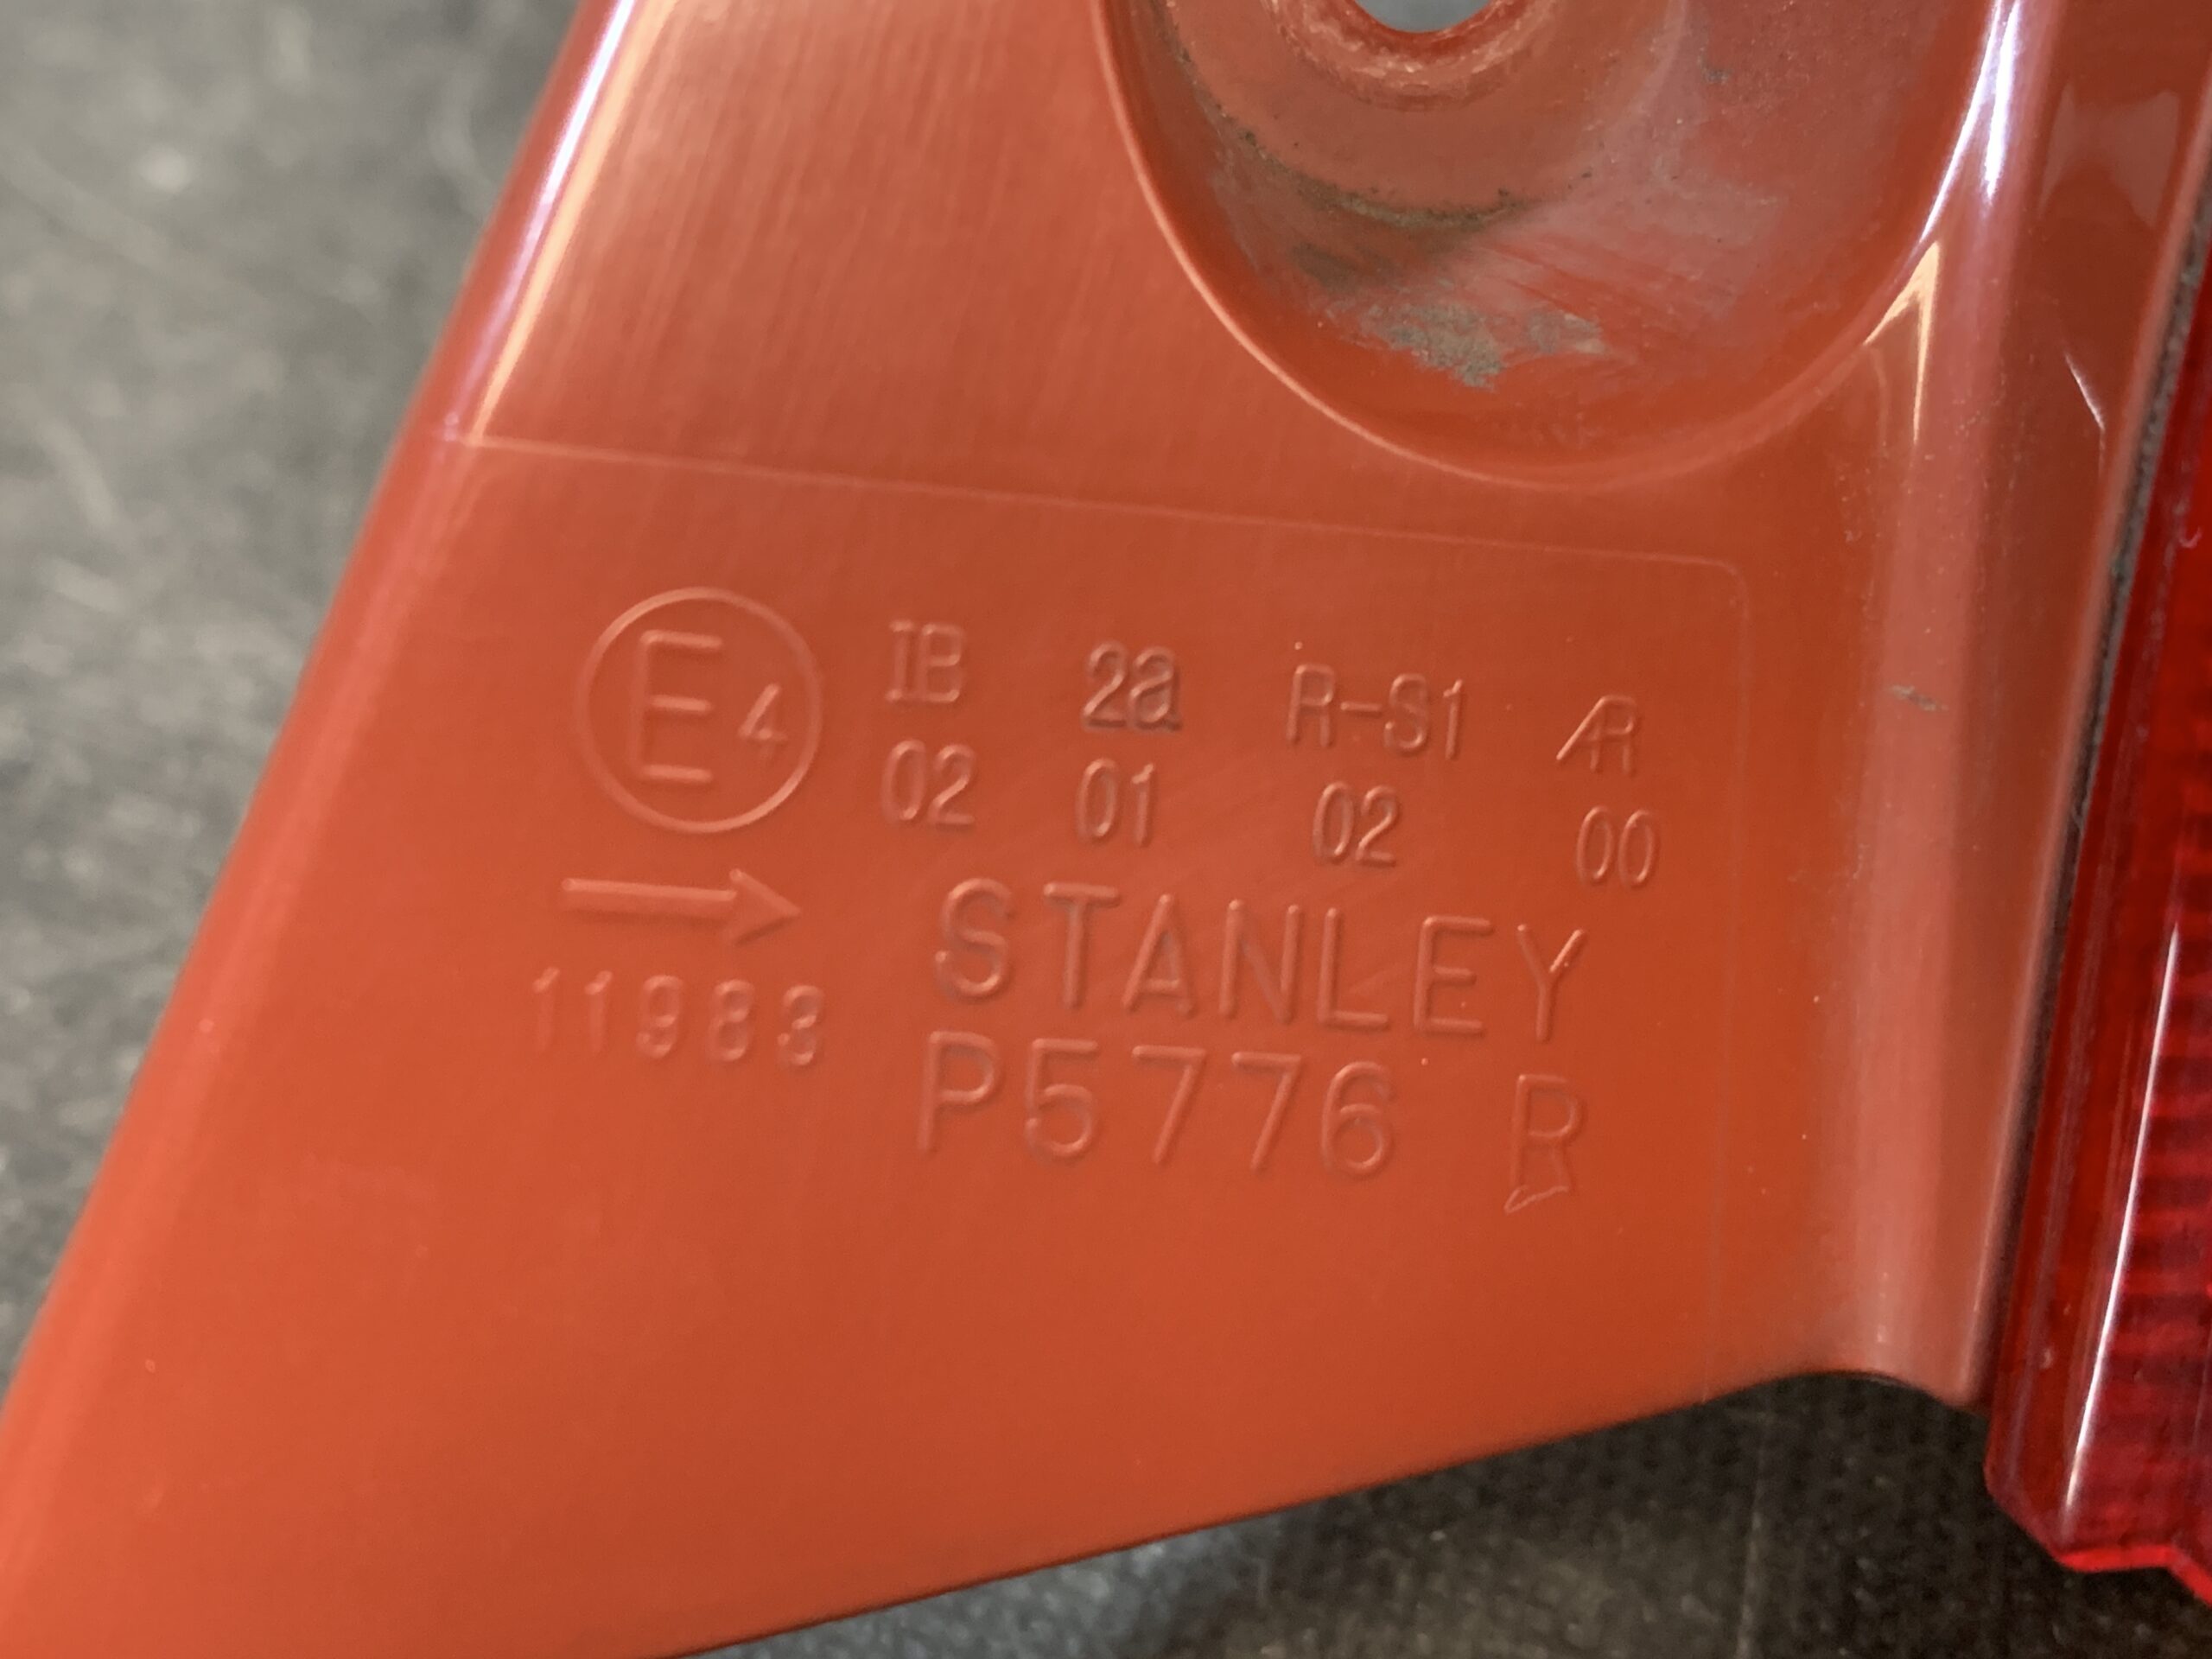 E4 IB 2a R-S1 AR
02 01 02 00
→ STANLEY
11983 P5776 R